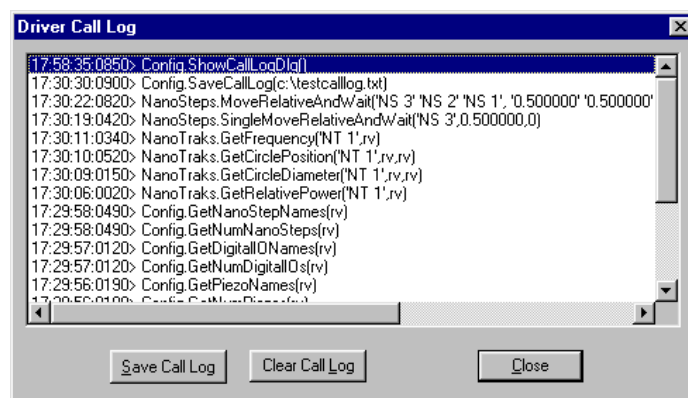 Driver Call Log
17:58:35:0850> Config.ShowCallLogDlg()
17:30:30:0900> Config.SaveCallLog(c:\testcalllog.txt)
17:30:22:0820> NanoSteps.MoveRelativeAndWait('NS 3' 'NS 2' 'NS 1', '0.500000' '0.500000'
17:30:19:0420> NanoSteps.SingleMoveRelativeAndWait('NS 3',0.500000,0)
17:30:11:0340> NanoTraks.GetFrequency('NT 1',rv)
17:30:10:0520> NanoTraks.GetCirclePosition('NT 1',rv,rv)
17:30:09:0150> NanoTraks.GetCircleDiameter('NT 1',rv,rv)
17:30:06:0020> NanoTraks.GetRelativePower('NT 1',rv)
17:29:58:0490> Config.GetNanoStepNames(rv)
17:29:58:0490> Config.GetNumNanoSteps(rv)
17:29:57:0120> Config.GetDigitalIONames(rv)
17:29:57:0120> Config.GetNumDigitalIOs(rv)
17:29:56:0190> Config.GetPiezoNames(rv)
Save Call Log Clear Call Log Close